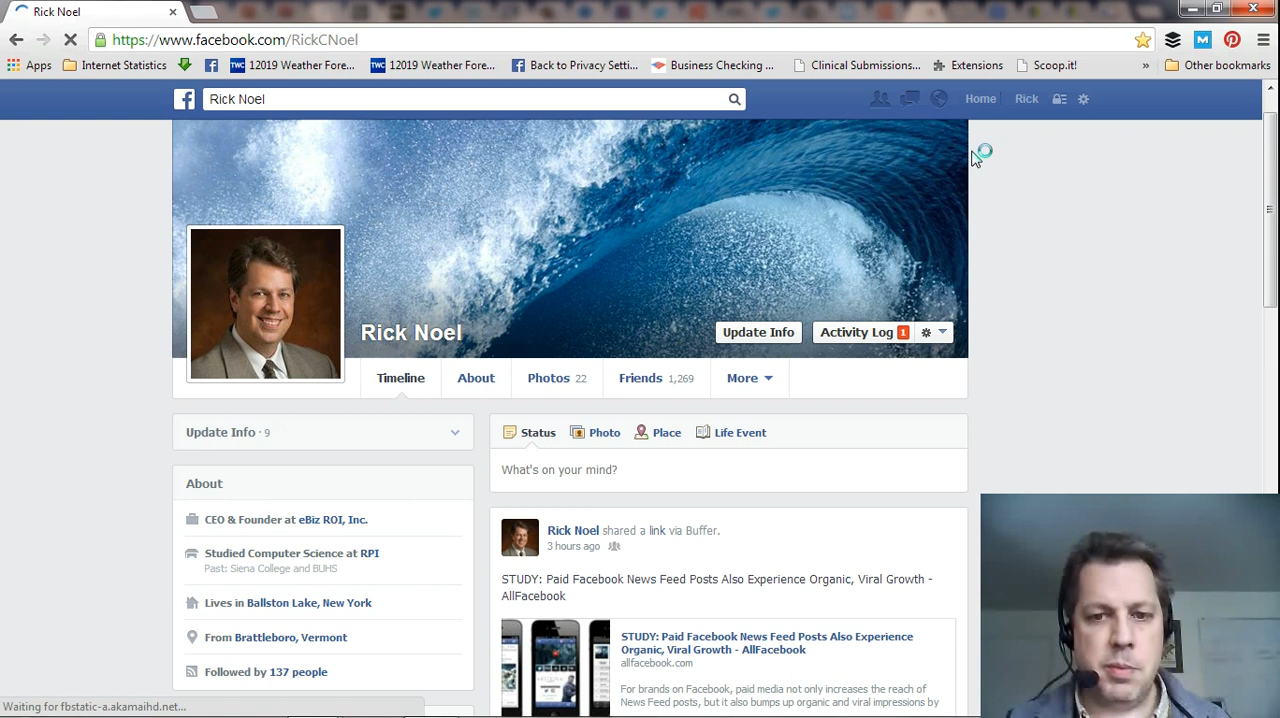 Rick Noel
https://www.facebook.com/RickCNoel
Apps Internet Statistics 12019 Weather Fore... 12019 Weather Fore... Back to Privacy Setti... Business Checking ... Clinical Submissions... Extensions Scoop.it! » Other bookmarks
Rick Noel Home Rick
Rick Noel
Update Info Activity Log 1
Timeline About Photos 22 Friends 1,269 More
Update Info · 9
Status Photo Place Life Event
What's on your mind?
About
CEO & Founder at eBiz ROI, Inc.
Studied Computer Science at RPI
Past: Siena College and BUHS
Lives in Ballston Lake, New York
From Brattleboro, Vermont
Followed by 137 people
Rick Noel shared a link via Buffer.
3 hours ago
STUDY: Paid Facebook News Feed Posts Also Experience Organic, Viral Growth -
AllFacebook
STUDY: Paid Facebook News Feed Posts Also Experience
Organic, Viral Growth - AllFacebook
allfacebook.com
For brands on Facebook, paid media not only increases the reach of
News Feed posts, but it also bumps up organic and viral impressions by
Waiting for fbstatic-a.akamaihd.net...